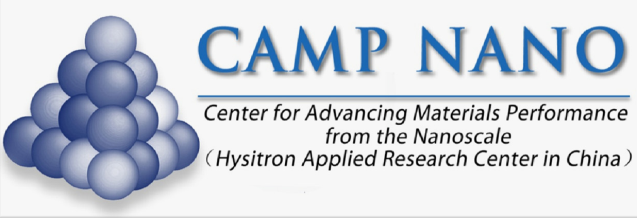 CAMP NANO
Center for Advancing Materials Performance
from the Nanoscale
（Hysitron Applied Research Center in China）